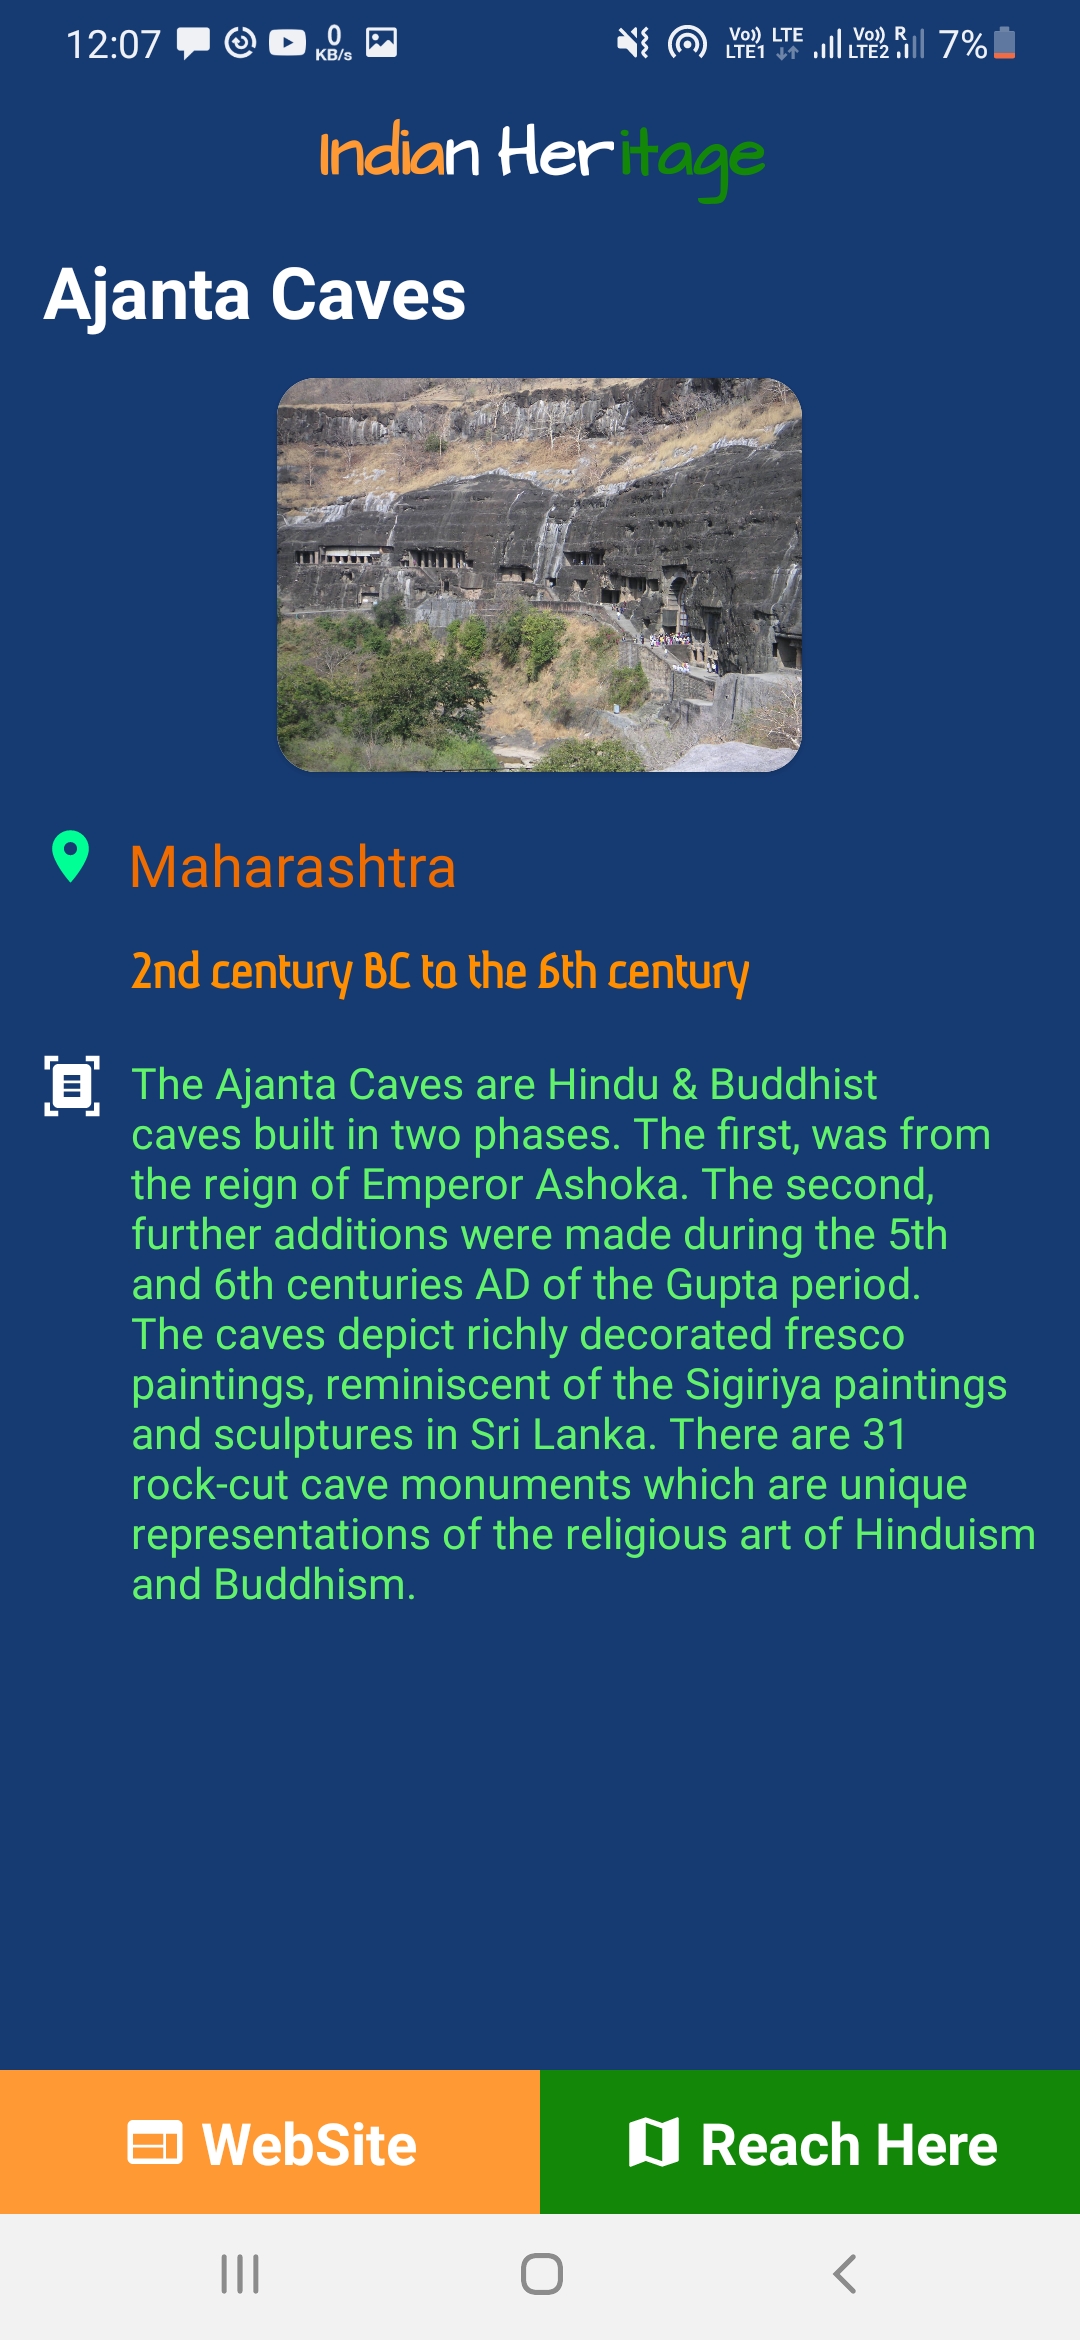 12:07 0 KB/s Vo)) LTE1 LTE Vo)) LTE2 R 7%
Indian Heritage
Ajanta Caves
Maharashtra
2nd century BC to the 6th century
The Ajanta Caves are Hindu & Buddhist
caves built in two phases. The first, was from
the reign of Emperor Ashoka. The second,
further additions were made during the 5th
and 6th centuries AD of the Gupta period.
The caves depict richly decorated fresco
paintings, reminiscent of the Sigiriya paintings
and sculptures in Sri Lanka. There are 31
rock-cut cave monuments which are unique
representations of the religious art of Hinduism
and Buddhism.
WebSite Reach Here